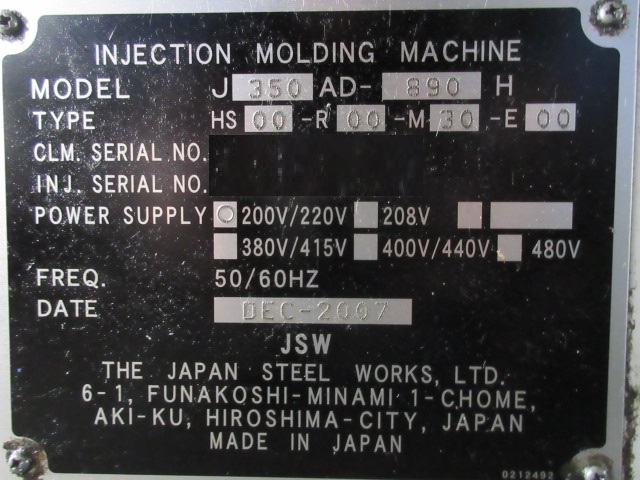 INJECTION MOLDING MACHINE
MODEL J 350 AD- 890 H
TYPE HS 00 -R 00 -M 30 -E 00
CLM. SERIAL NO.
INJ. SERIAL NO.
POWER SUPPLY 200V/220V 208V
380V/415V 400V/440V 480V
FREQ. 50/60HZ
DATE DEC-2007
JSW
THE JAPAN STEEL WORKS, LTD.
6-1, FUNAKOSHI-MINAMI 1-CHOME,
AKI-KU, HIROSHIMA-CITY, JAPAN
MADE IN JAPAN
0212492